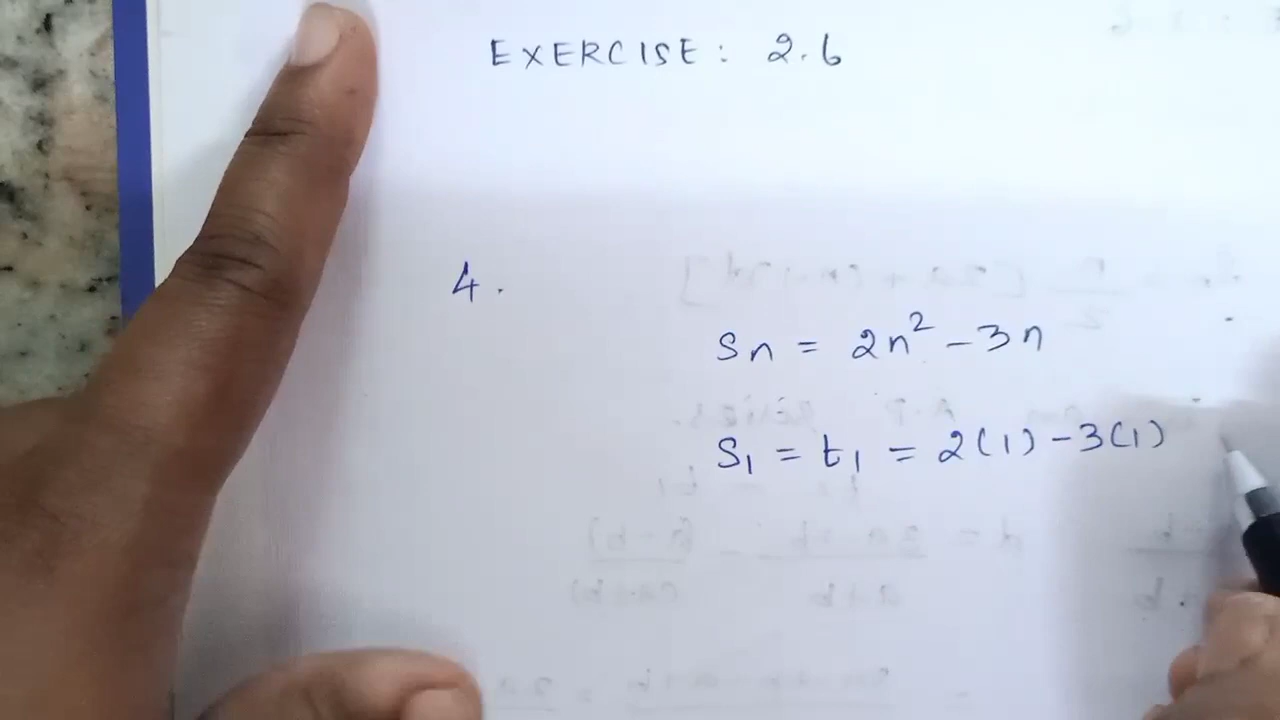 EXERCISE: 2.6
4.
Sn = 2n² - 3n
S₁ = t₁ = 2(1) - 3(1)